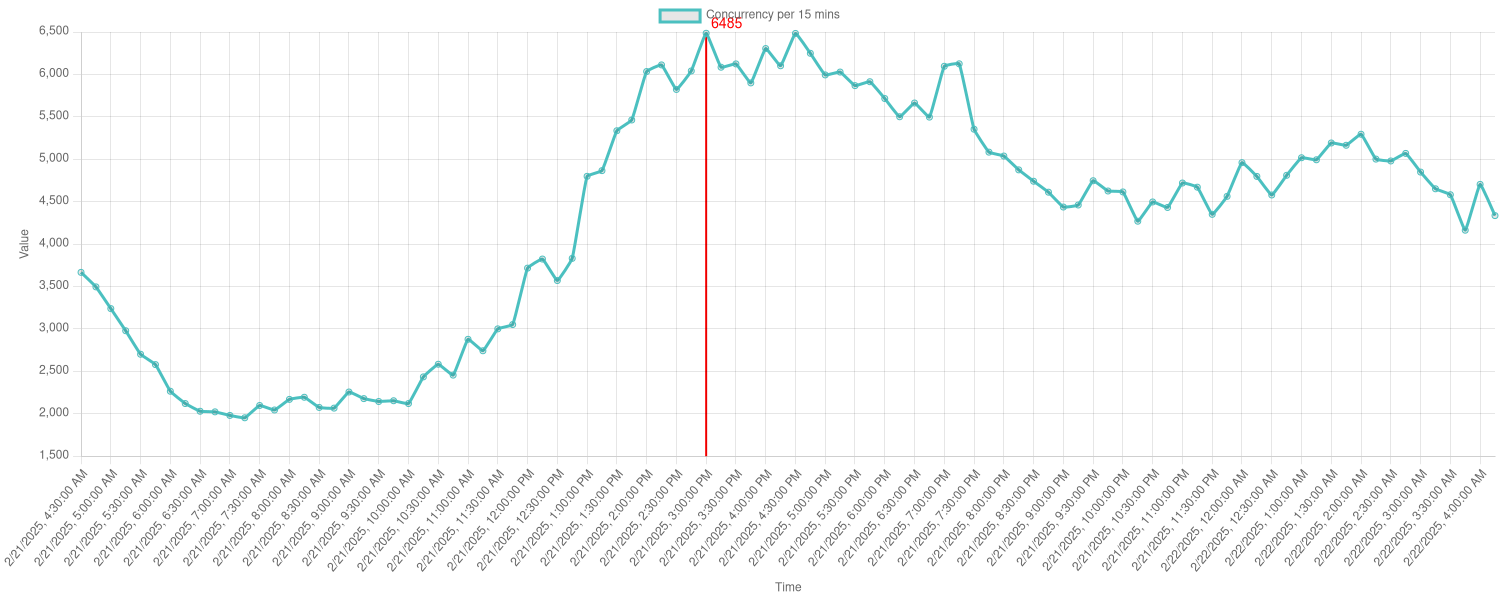 Concurrency per 15 mins
6485
6,500
6,000
5,500
5,000
4,500
4,000
3,500
3,000
2,500
2,000
1,500
Value
2/21/2025, 4:30:00 AM
2/21/2025, 5:00:00 AM
2/21/2025, 5:30:00 AM
2/21/2025, 6:00:00 AM
2/21/2025, 6:30:00 AM
2/21/2025, 7:00:00 AM
2/21/2025, 7:30:00 AM
2/21/2025, 8:00:00 AM
2/21/2025, 8:30:00 AM
2/21/2025, 9:00:00 AM
2/21/2025, 9:30:00 AM
2/21/2025, 10:00:00 AM
2/21/2025, 10:30:00 AM
2/21/2025, 11:00:00 AM
2/21/2025, 11:30:00 AM
2/21/2025, 12:00:00 PM
2/21/2025, 12:30:00 PM
2/21/2025, 1:00:00 PM
2/21/2025, 1:30:00 PM
2/21/2025, 2:00:00 PM
2/21/2025, 2:30:00 PM
2/21/2025, 3:00:00 PM
2/21/2025, 3:30:00 PM
2/21/2025, 4:00:00 PM
2/21/2025, 4:30:00 PM
2/21/2025, 5:00:00 PM
2/21/2025, 5:30:00 PM
2/21/2025, 6:00:00 PM
2/21/2025, 6:30:00 PM
2/21/2025, 7:00:00 PM
2/21/2025, 7:30:00 PM
2/21/2025, 8:00:00 PM
2/21/2025, 8:30:00 PM
2/21/2025, 9:00:00 PM
2/21/2025, 9:30:00 PM
2/21/2025, 10:00:00 PM
2/21/2025, 10:30:00 PM
2/21/2025, 11:00:00 PM
2/21/2025, 11:30:00 PM
2/22/2025, 12:00:00 AM
2/22/2025, 12:30:00 AM
2/22/2025, 1:00:00 AM
2/22/2025, 1:30:00 AM
2/22/2025, 2:00:00 AM
2/22/2025, 2:30:00 AM
2/22/2025, 3:00:00 AM
2/22/2025, 3:30:00 AM
2/22/2025, 4:00:00 AM
Time